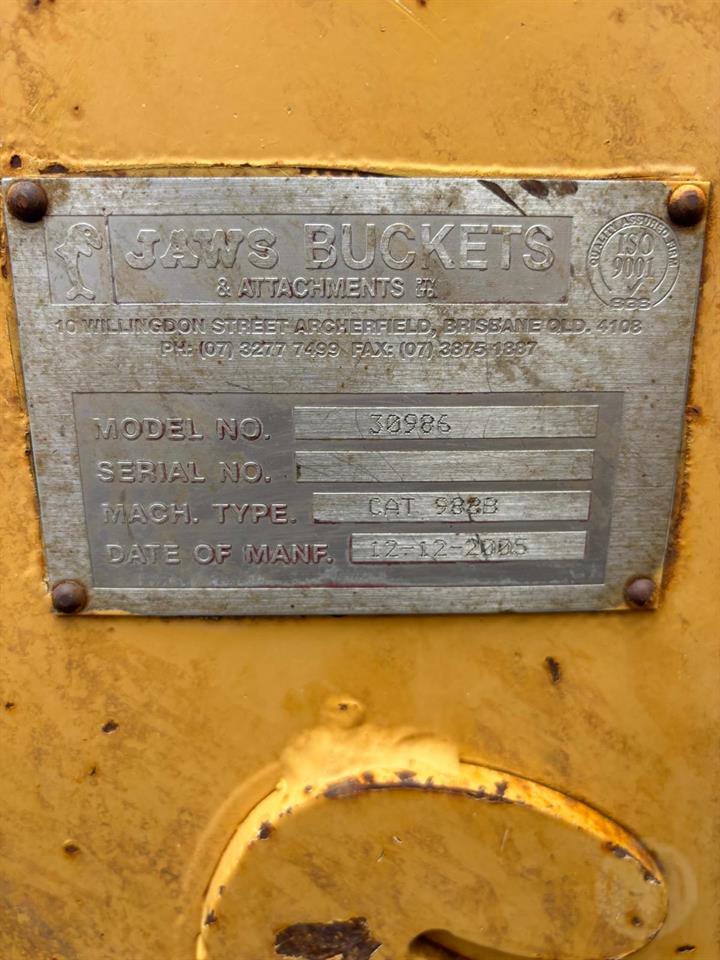 JAWS BUCKETS
& ATTACHMENTS PTY LTD
QUALITY ASSURED FIRM
ISO
9001
10 WILLINGDON STREET ARCHERFIELD, BRISBANE QLD. 4108
PH: (07) 3277 7499 FAX: (07) 3875 1887
MODEL NO. 30986
SERIAL NO.
MACH. TYPE. CAT 988B
DATE OF MANF. 12-12-2005